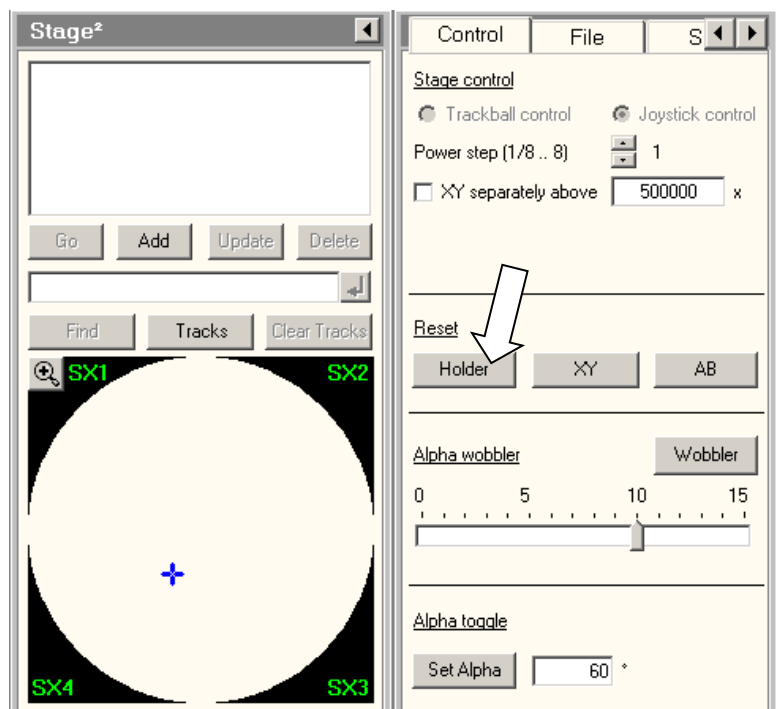 Stage²
Go Add Update Delete
Find Tracks Clear Tracks
SX1 SX2
SX4 SX3
Control File S
Stage control
Trackball control Joystick control
Power step (1/8 .. 8) 1
XY separately above 500000 x
Reset
Holder XY AB
Alpha wobbler Wobbler
0 5 10 15
Alpha toggle
Set Alpha 60 °